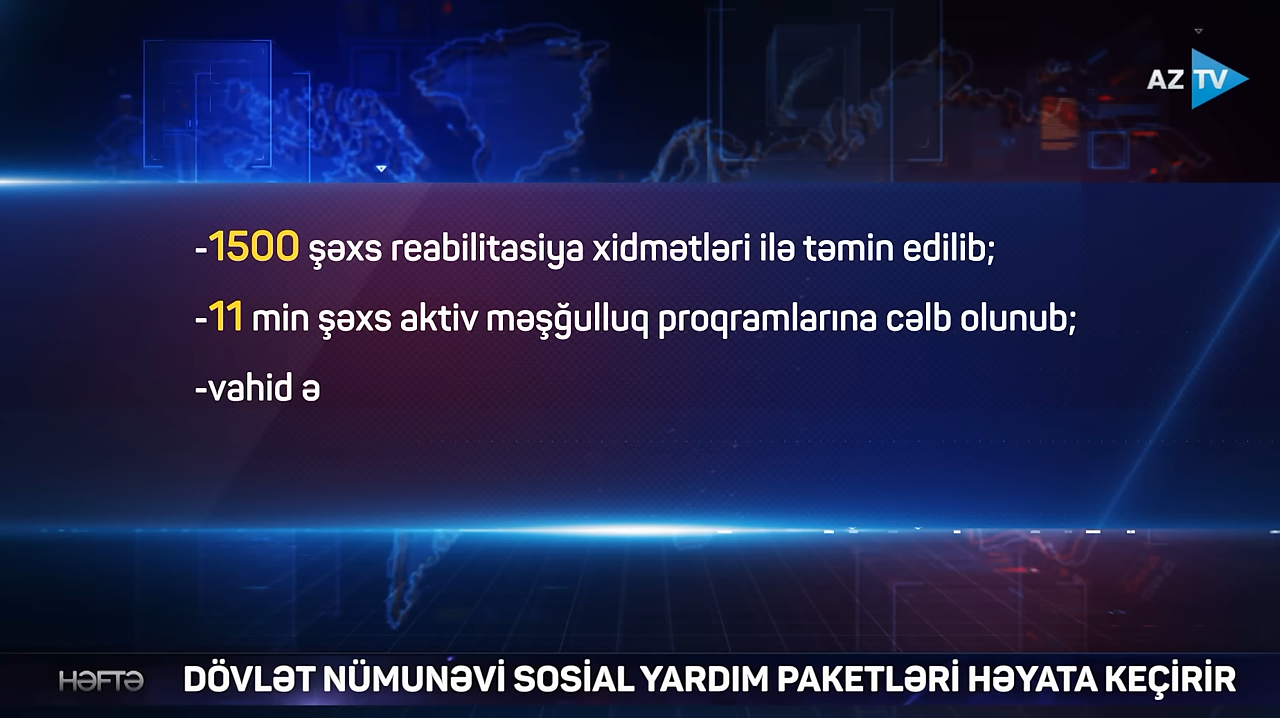 AZ TV
-1500 şəxs reabilitasiya xidmətləri ilə təmin edilib;
-11 min şəxs aktiv məşğulluq proqramlarına cəlb olunub;
-vahid ə
HƏFTƏ
DÖVLƏT NÜMUNƏVİ SOSİAL YARDIM PAKETLƏRİ HƏYATA KEÇİRİR